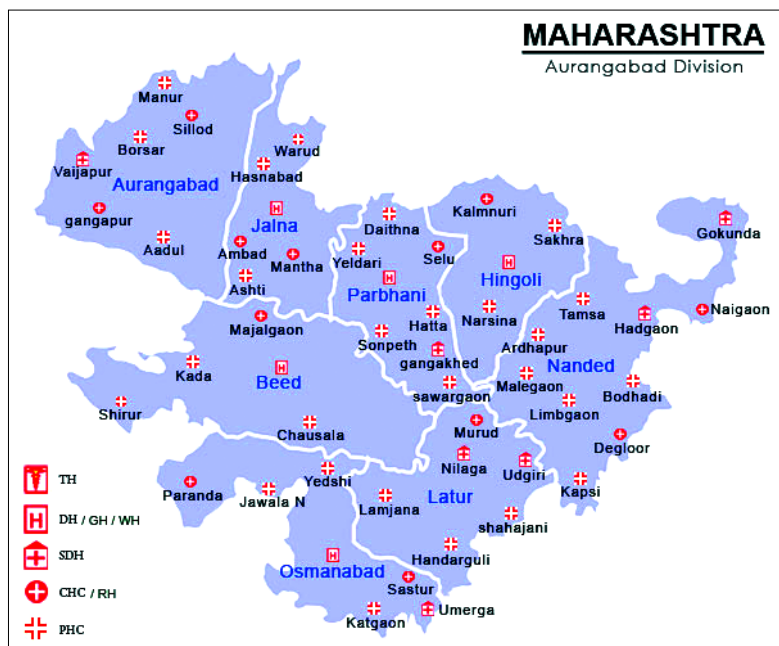 MAHARASHTRA
Aurangabad Division
Manur
Sillod
Borsar
Warud
Vaijapur
Hasnabad
Aurangabad
gangapur
Jalna
Daithna
Kalmnuri
Gokunda
Aadul
Ambad
Mantha
Yeldari
Selu
Sakhra
Ashti
Parbhani
Hingoli
Majalgaon
Hatta
Narsina
Tamsa
Hadgaon
Naigaon
Sonpeth
Ardhapur
gangakhed
Nanded
Kada
Beed
sawargaon
Malegaon
Bodhadi
Shirur
Limbgaon
Chausala
Murud
Degloor
Nilaga
Udgiri
TH
Paranda
Yedshi
Jawala N
Lamjana
Latur
Kapsi
DH / GH / WH
shahajani
SDH
Osmanabad
Handarguli
CHC / RH
Sastur
Katgaon
Umerga
PHC
H
H
H
H
H
H